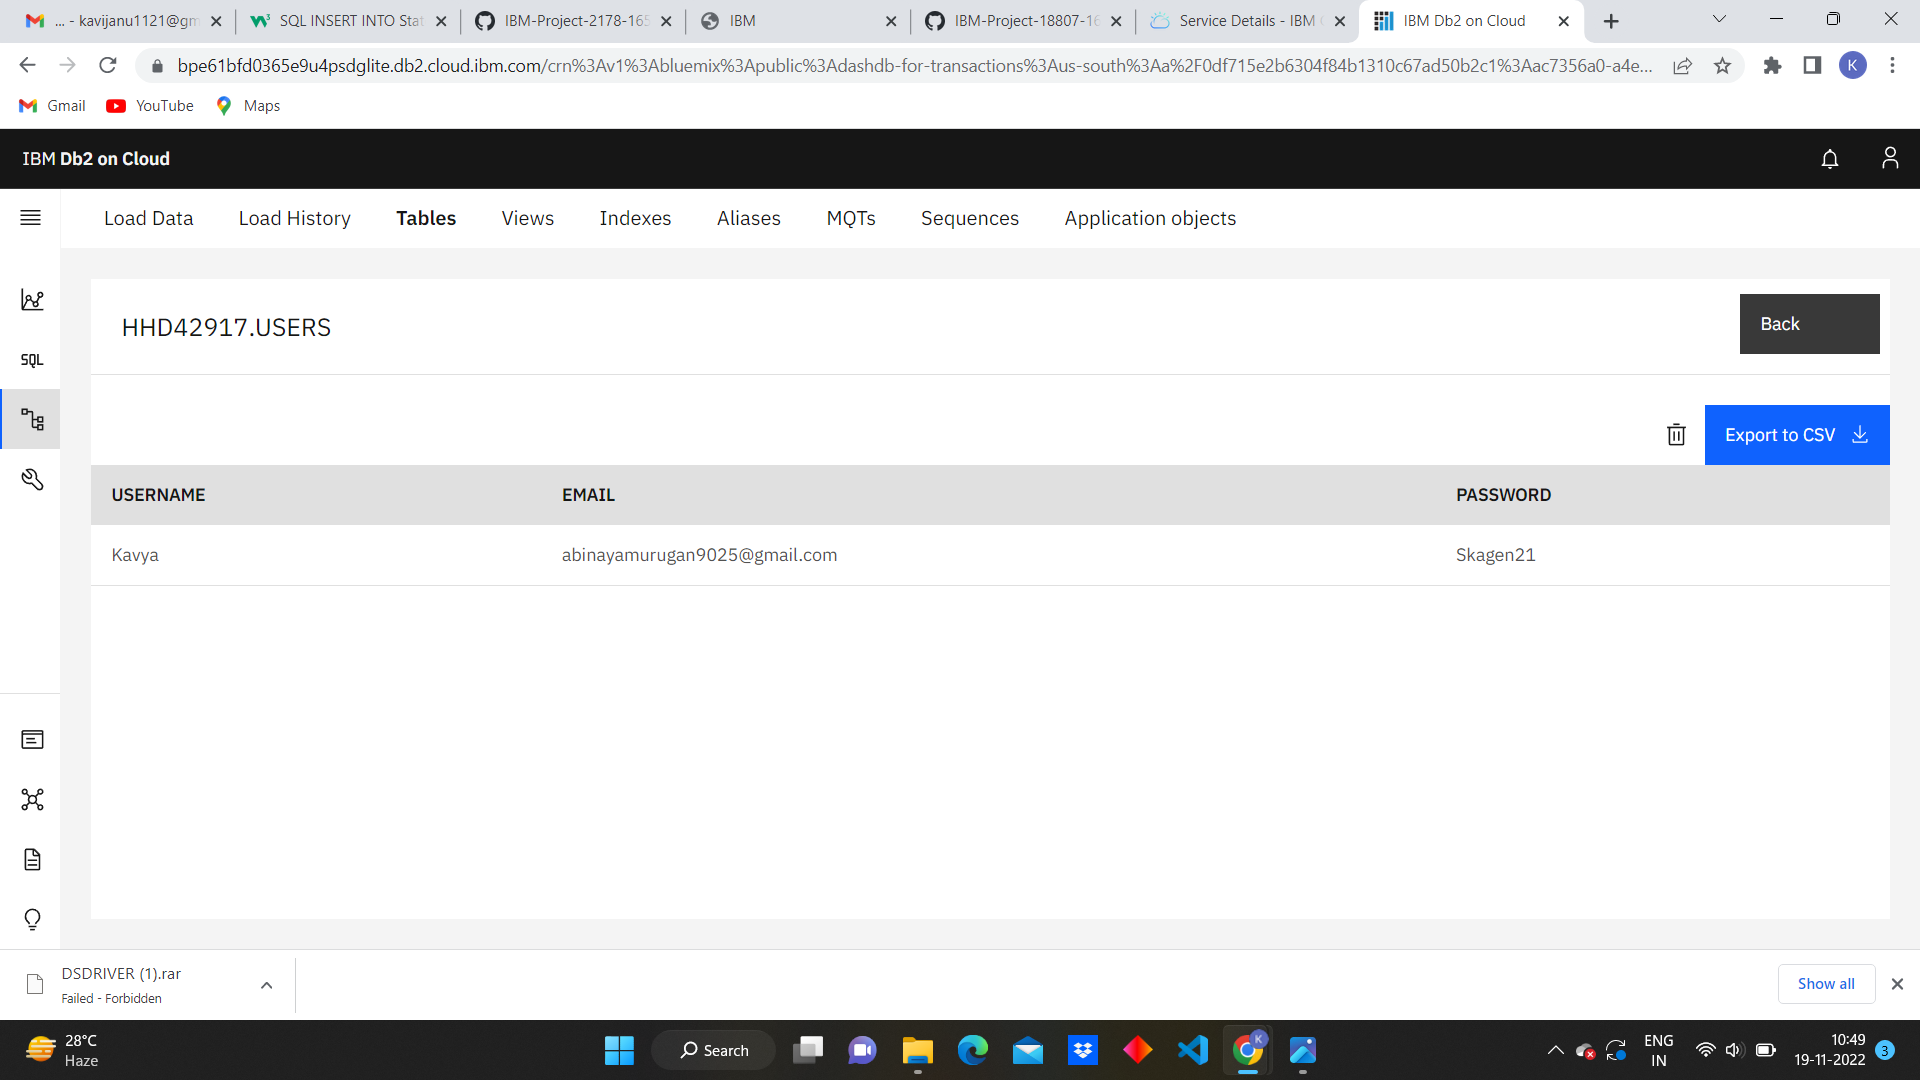 ... - kavijanu1121@gm
SQL INSERT INTO Stat
IBM-Project-2178-165
IBM
IBM-Project-18807-16
Service Details - IBM C
IBM Db2 on Cloud
bpe61bfd0365e9u4psdglite.db2.cloud.ibm.com/crn%3Av1%3Abluemix%3Apublic%3Adashdb-for-transactions%3Aus-south%3Aa%2F0df715e2b6304f84b1310c67ad50b2c1%3Aac7356a0-a4e...
K
Gmail YouTube Maps
IBM Db2 on Cloud
Load Data Load History Tables Views Indexes Aliases MQTs Sequences Application objects
HHD42917.USERS
Back
SQL
Export to CSV
USERNAME EMAIL PASSWORD
Kavya abinayamurugan9025@gmail.com Skagen21
DSDRIVER (1).rar
Failed - Forbidden
Show all
28°C
Haze
Search
K
ENG
IN
10:49
19-11-2022
3